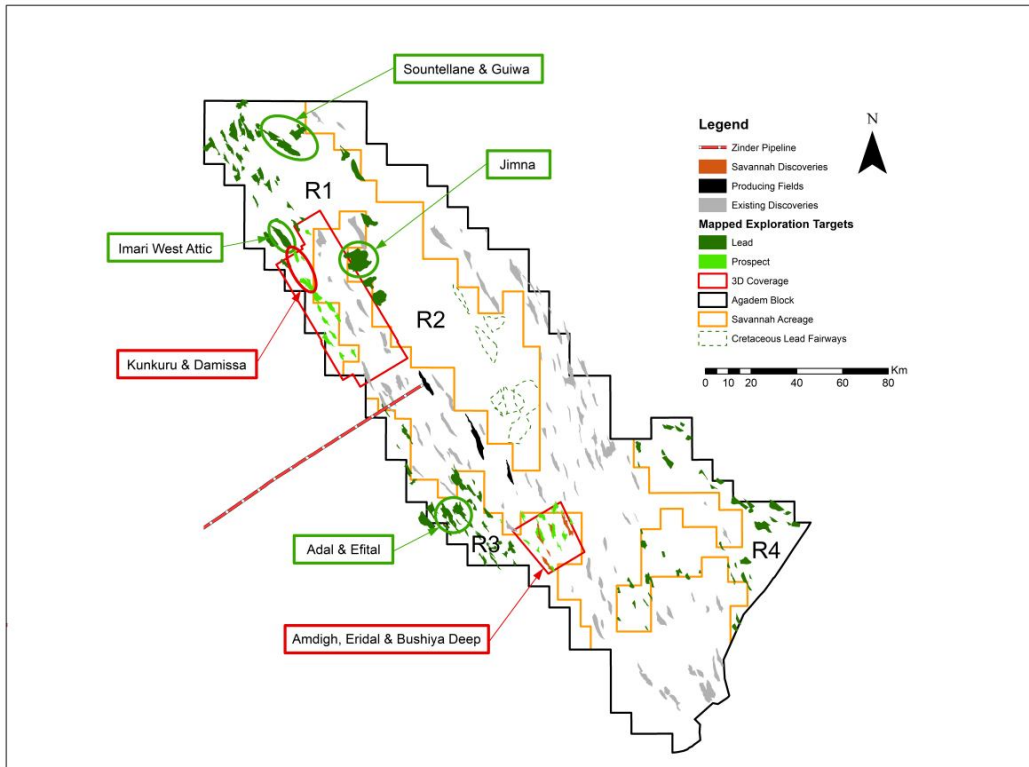 Sountellane & Guiwa
Jimna
Imari West Attic
Kunkuru & Damissa
Adal & Efital
Amdigh, Eridal & Bushiya Deep
R1
R2
R3
R4
N
Legend
Zinder Pipeline
Savannah Discoveries
Producing Fields
Existing Discoveries
Mapped Exploration Targets
Lead
Prospect
3D Coverage
Agadem Block
Savannah Acreage
Cretaceous Lead Fairways
Km
0 10 20 40 60 80